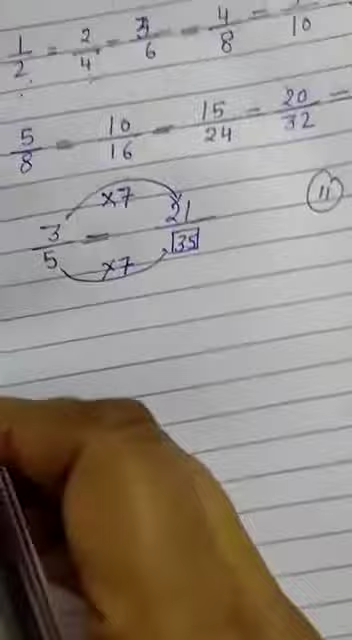 1/2 = 2/4 = 3/6 = 4/8 = /10
5/8 = 10/16 = 15/24 = 20/32 =
×7
3/5 = 21/35
×7
11